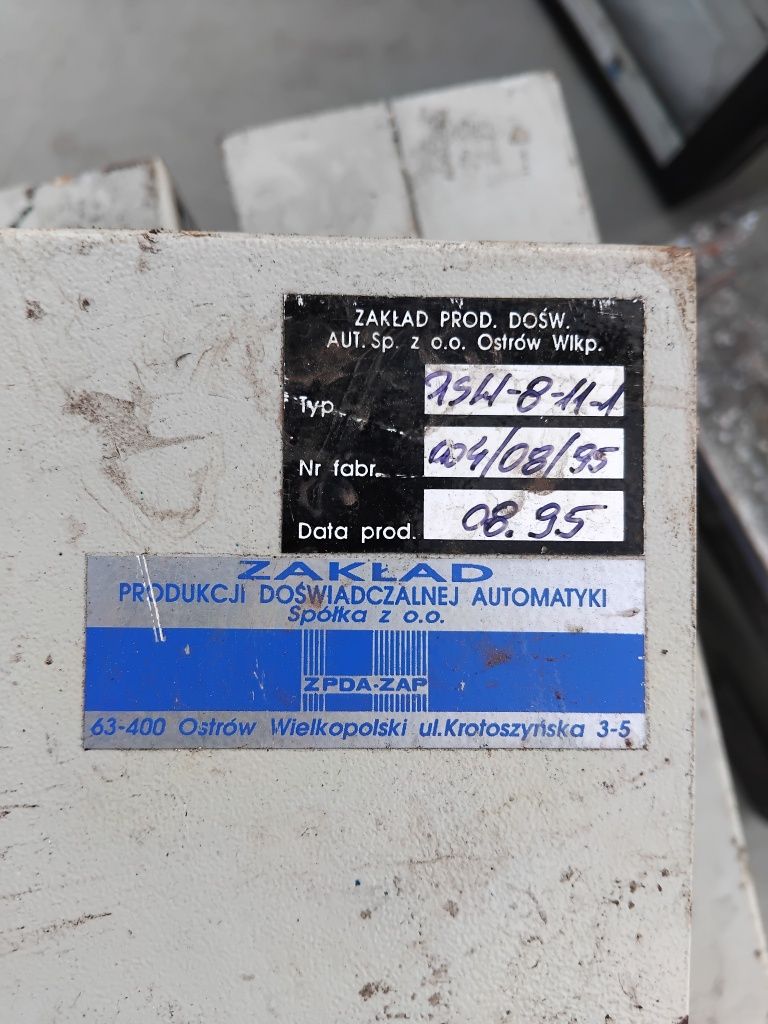 ZAKŁAD PROD. DOŚW.
AUT. Sp. z o.o. Ostrów Wlkp.
Typ
Nr fabr. 004/08/95
Data prod. 08.95
ZAKŁAD
PRODUKCJI DOŚWIADCZALNEJ AUTOMATYKI
Spółka z o.o.
ZPDA-ZAP
63-400 Ostrów Wielkopolski ul.Krotoszyńska 3-5